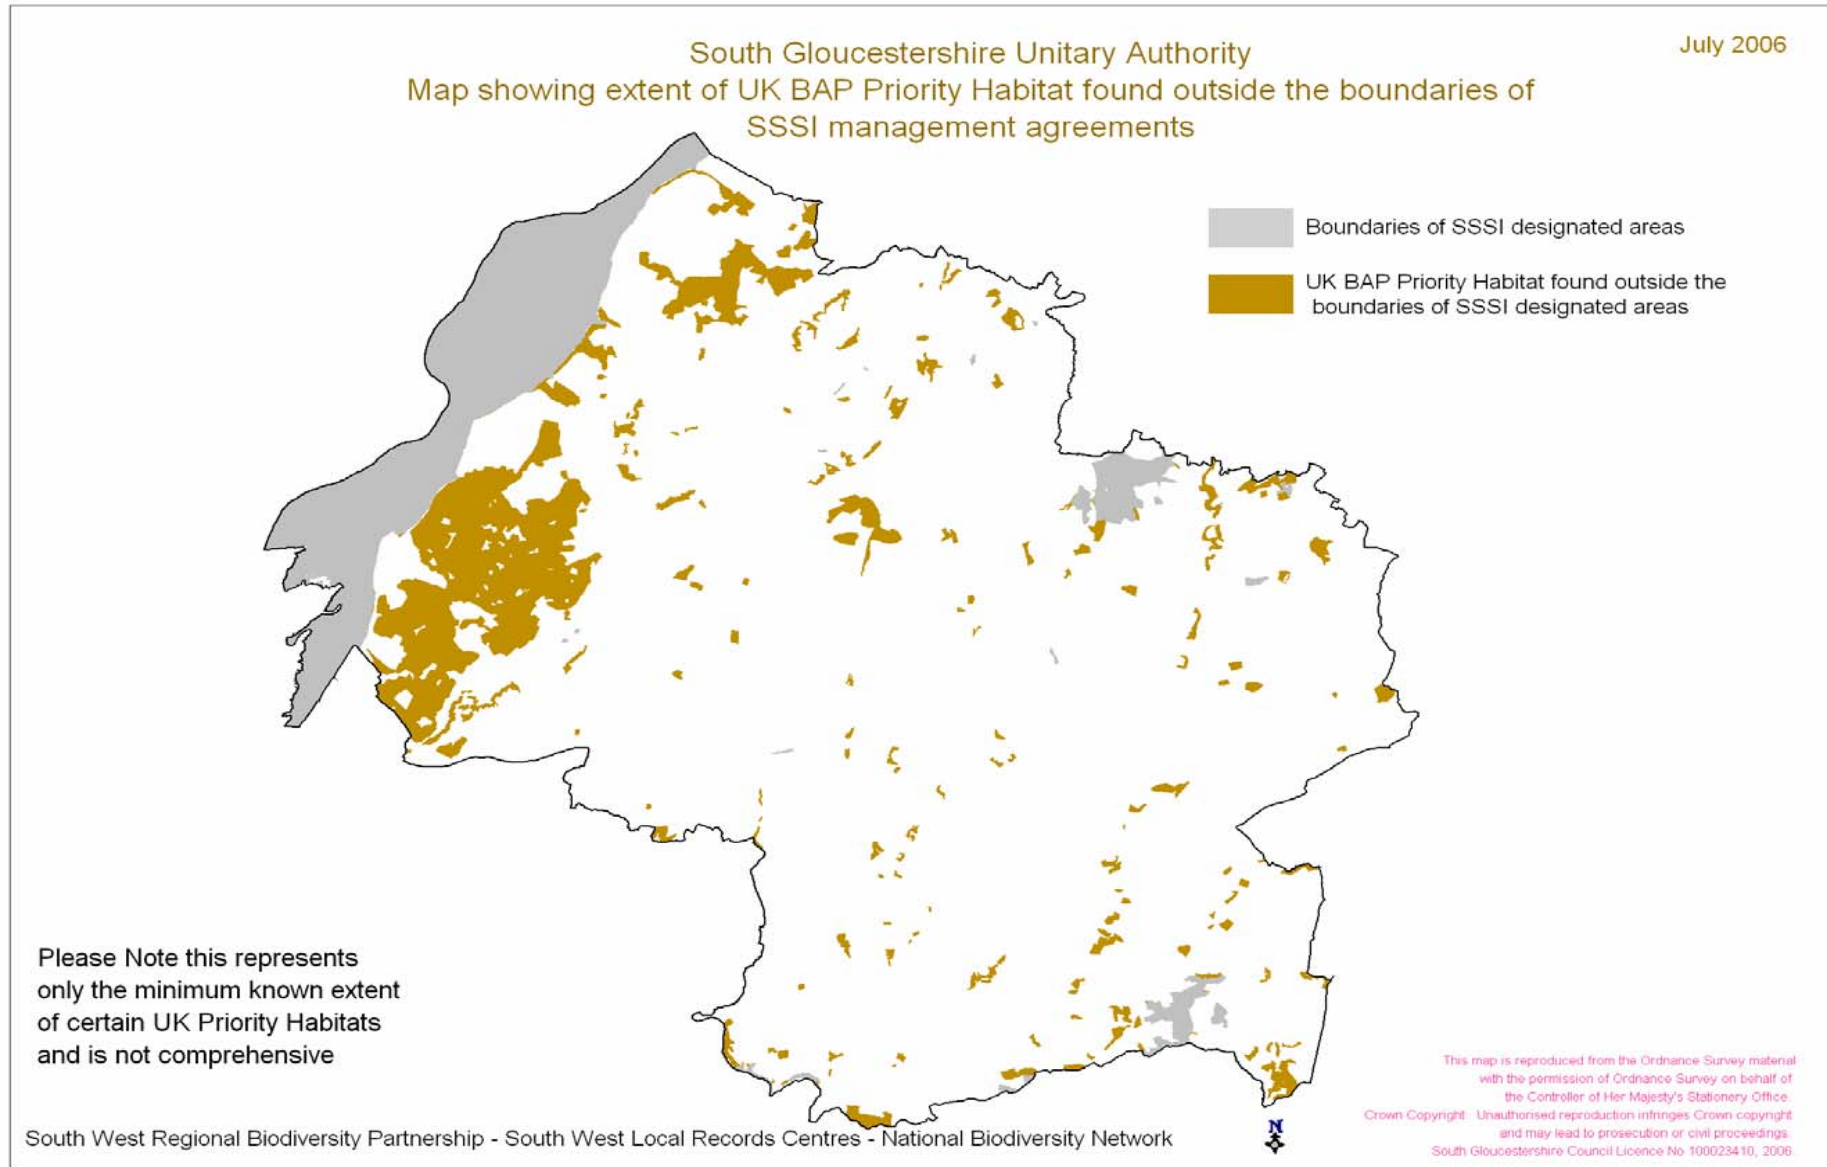 July 2006
South Gloucestershire Unitary Authority
Map showing extent of UK BAP Priority Habitat found outside the boundaries of
SSSI management agreements
Boundaries of SSSI designated areas
UK BAP Priority Habitat found outside the
boundaries of SSSI designated areas
Please Note this represents
only the minimum known extent
of certain UK Priority Habitats
and is not comprehensive
This map is reproduced from the Ordnance Survey material
with the permission of Ordnance Survey on behalf of
the Controller of Her Majesty's Stationery Office.
Crown Copyright. Unauthorised reproduction infringes Crown copyright
and may lead to prosecution or civil proceedings.
South Gloucestershire Council Licence No 100023410, 2006.
N
South West Regional Biodiversity Partnership - South West Local Records Centres - National Biodiversity Network